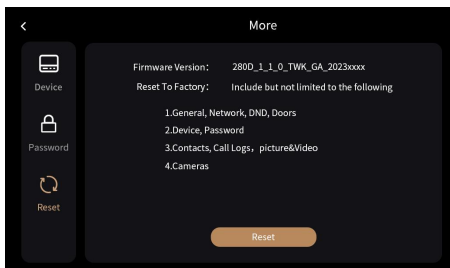 More
Device
Password
Reset
Firmware Version： 280D_1_1_0_TWK_GA_2023xxxx
Reset To Factory： Include but not limited to the following
1.General, Network, DND, Doors
2.Device, Password
3.Contacts, Call Logs，picture&Video
4.Cameras
Reset